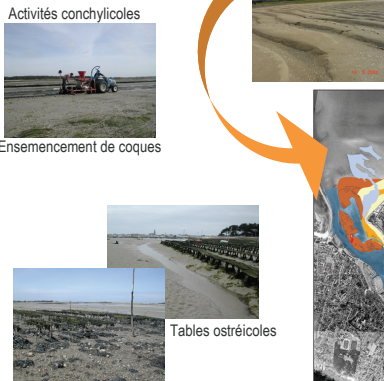 Activités conchylicoles
Ensemencement de coques
Tables ostréicoles